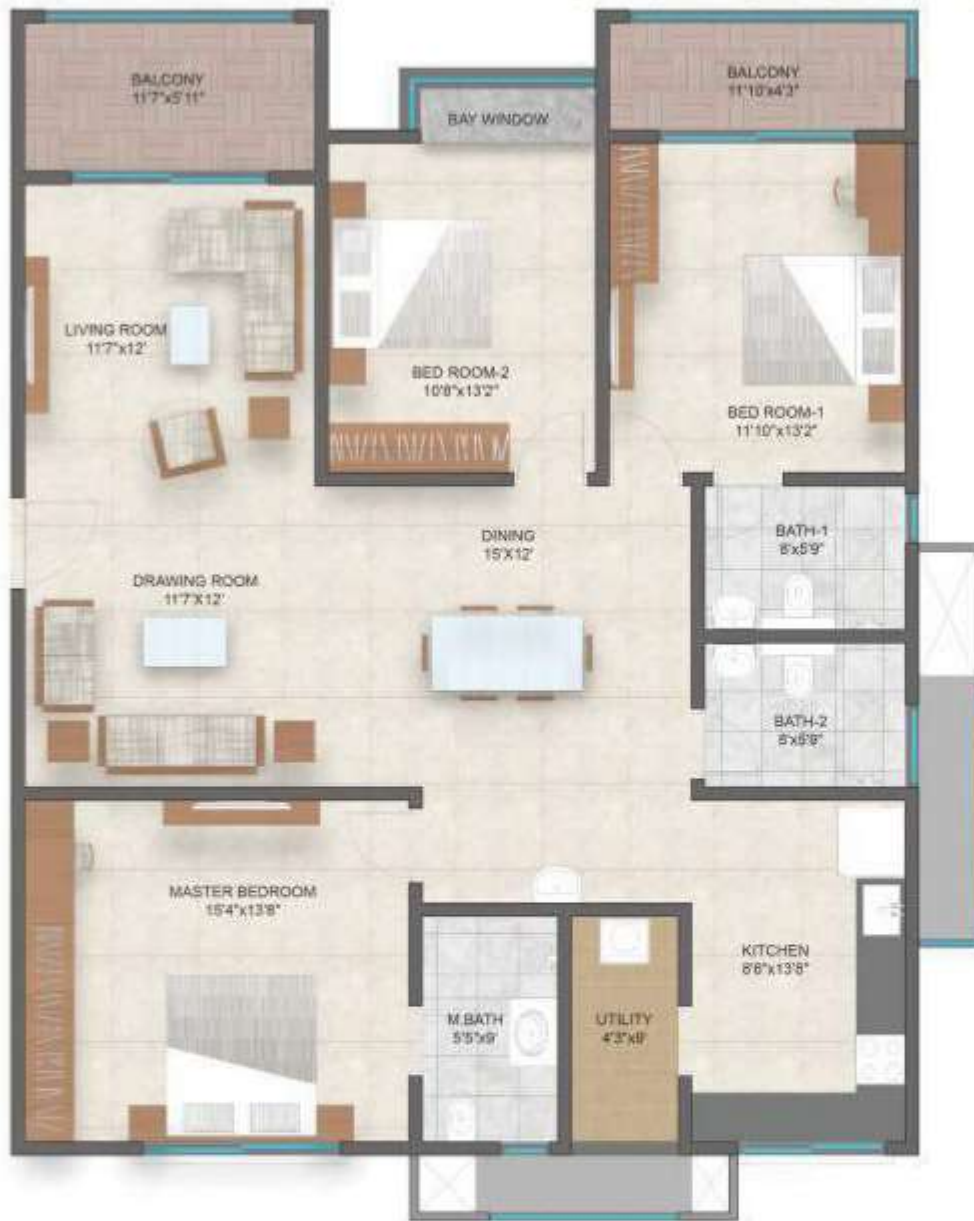 BALCONY
11'7"x5'11"
BALCONY
11'10"x4'3"
BAY WINDOW
LIVING ROOM
11'7"x12'
BED ROOM-2
10'8"x13'2"
BED ROOM-1
11'10"x13'2"
DINING
15'X12'
BATH-1
8'x5'9"
DRAWING ROOM
11'7'X12'
BATH-2
8'x5'9"
MASTER BEDROOM
15'4"x13'8"
KITCHEN
8'6"x13'8"
M.BATH
5'5"x9'
UTILITY
4'3"x9'